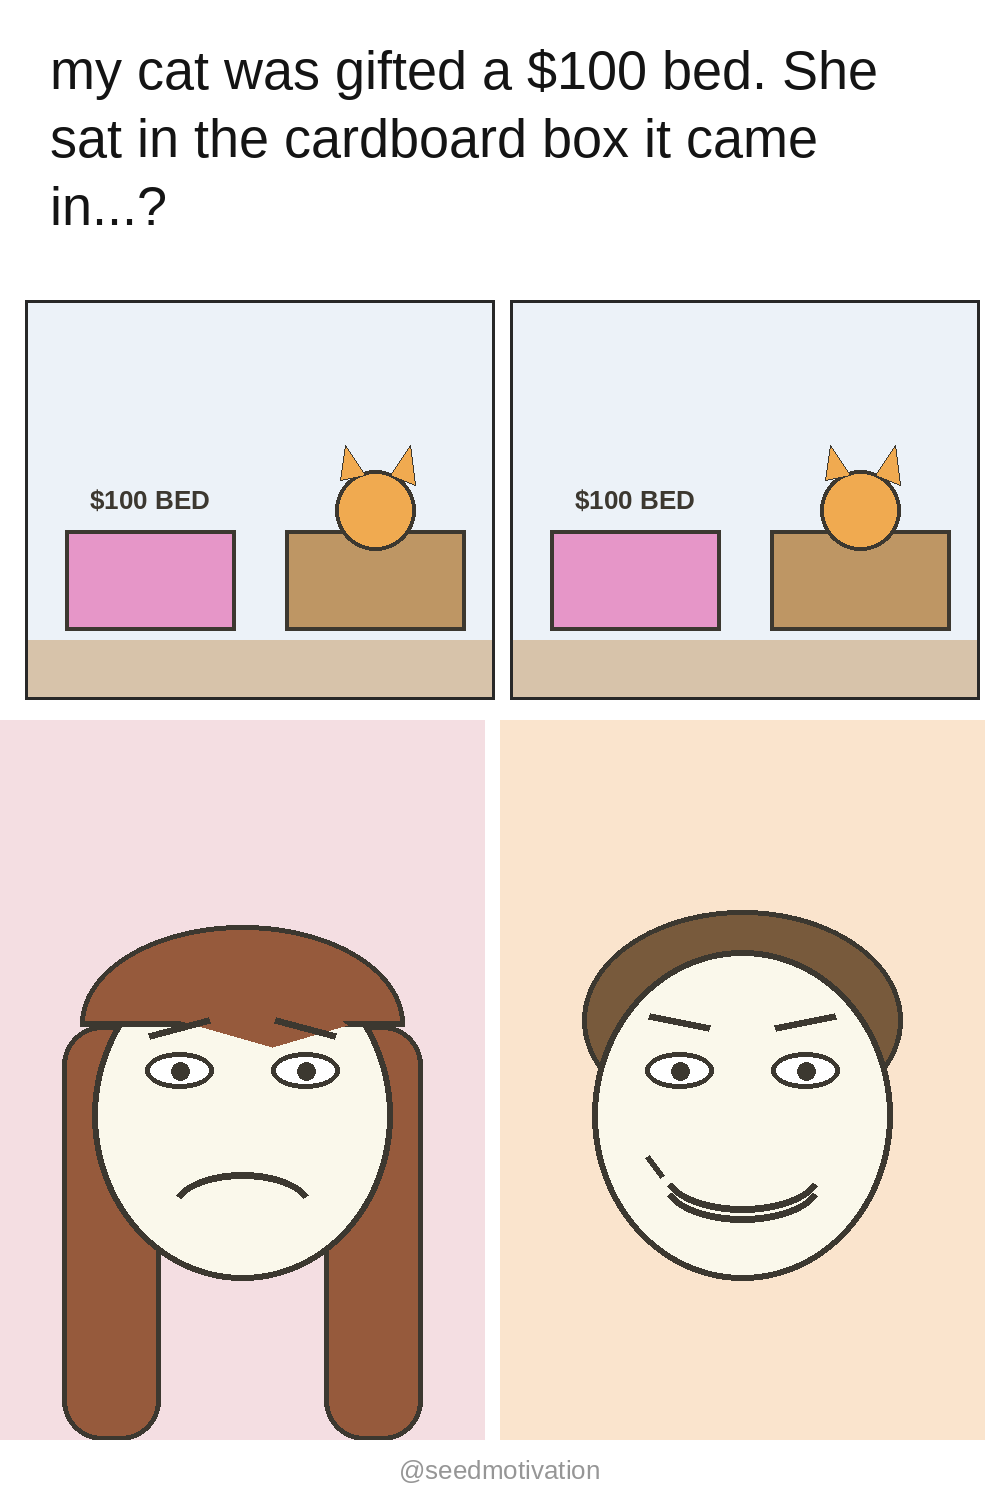 my cat was gifted a $100 bed. She
sat in the cardboard box it came
in...?
$100 BED
$100 BED
@seedmotivation